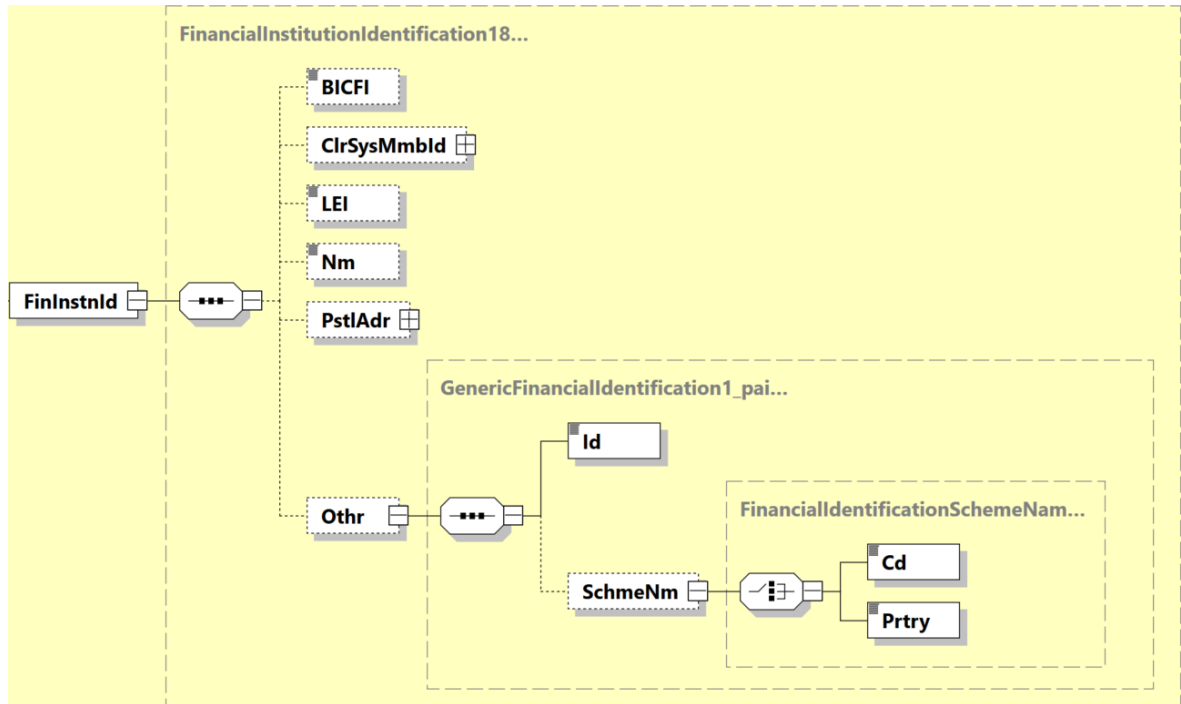 FinancialInstitutionIdentification18...
BICFI
ClrSysMmbId
LEI
Nm
FinInstnId
PstlAdr
GenericFinancialIdentification1_pai...
Id
FinancialIdentificationSchemeNam...
Othr
Cd
SchmeNm
Prtry